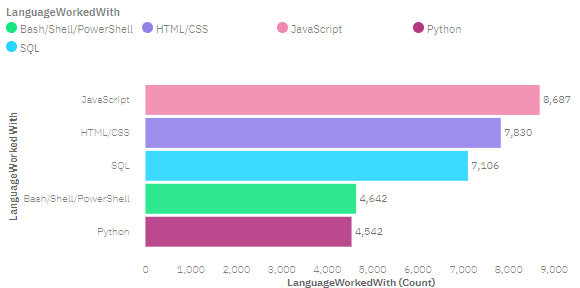 LanguageWorkedWith
Bash/Shell/PowerShell HTML/CSS JavaScript Python
SQL
LanguageWorkedWith
JavaScript 8,687
HTML/CSS 7,830
SQL 7,106
Bash/Shell/PowerShell 4,642
Python 4,542
0 1,000 2,000 3,000 4,000 5,000 6,000 7,000 8,000 9,000
LanguageWorkedWith (Count)